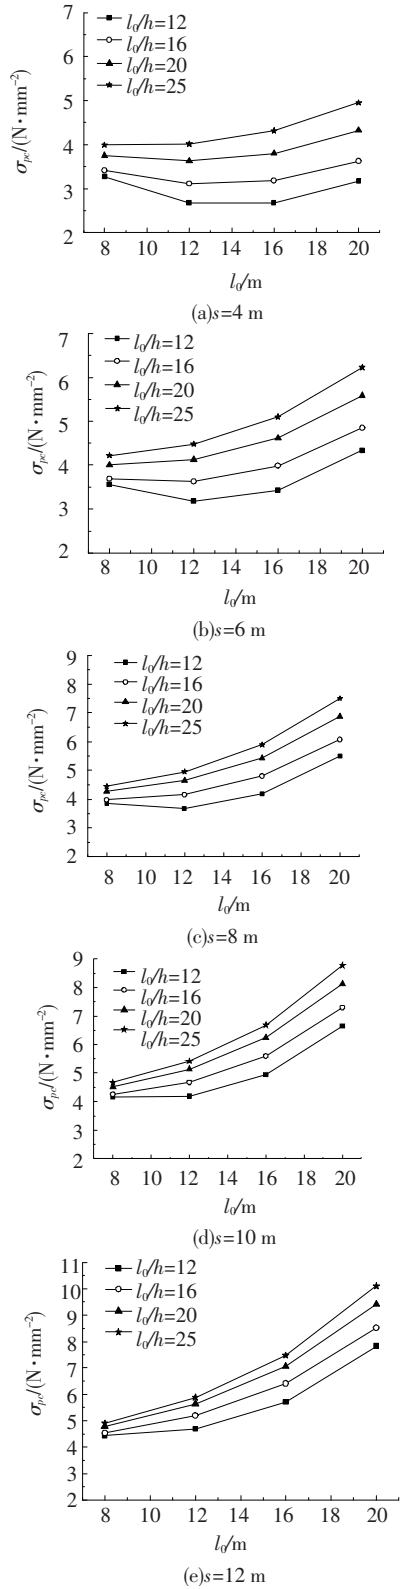 l₀/h=12
l₀/h=16
l₀/h=20
l₀/h=25
σpc/(N·mm⁻²)
7
6
5
4
3
2
8 10 12 14 16 18 20
l₀/m
(a)s=4 m
l₀/h=12
l₀/h=16
l₀/h=20
l₀/h=25
σpc/(N·mm⁻²)
7
6
5
4
3
2
8 10 12 14 16 18 20
l₀/m
(b)s=6 m
l₀/h=12
l₀/h=16
l₀/h=20
l₀/h=25
σpc/(N·mm⁻²)
9
8
7
6
5
4
3
2
8 10 12 14 16 18 20
l₀/m
(c)s=8 m
l₀/h=12
l₀/h=16
l₀/h=20
l₀/h=25
σpc/(N·mm⁻²)
9
8
7
6
5
4
3
2
8 10 12 14 16 18 20
l₀/m
(d)s=10 m
l₀/h=12
l₀/h=16
l₀/h=20
l₀/h=25
σpc/(N·mm⁻²)
11
10
9
8
7
6
5
4
3
2
8 10 12 14 16 18 20
l₀/m
(e)s=12 m